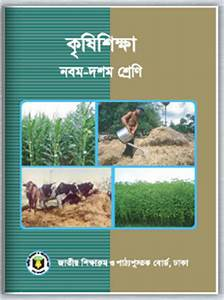 কৃষিশিক্ষা
নবম-দশম শ্রেণি
জাতীয় শিক্ষাক্রম ও পাঠ্যপুস্তক বোর্ড, ঢাকা